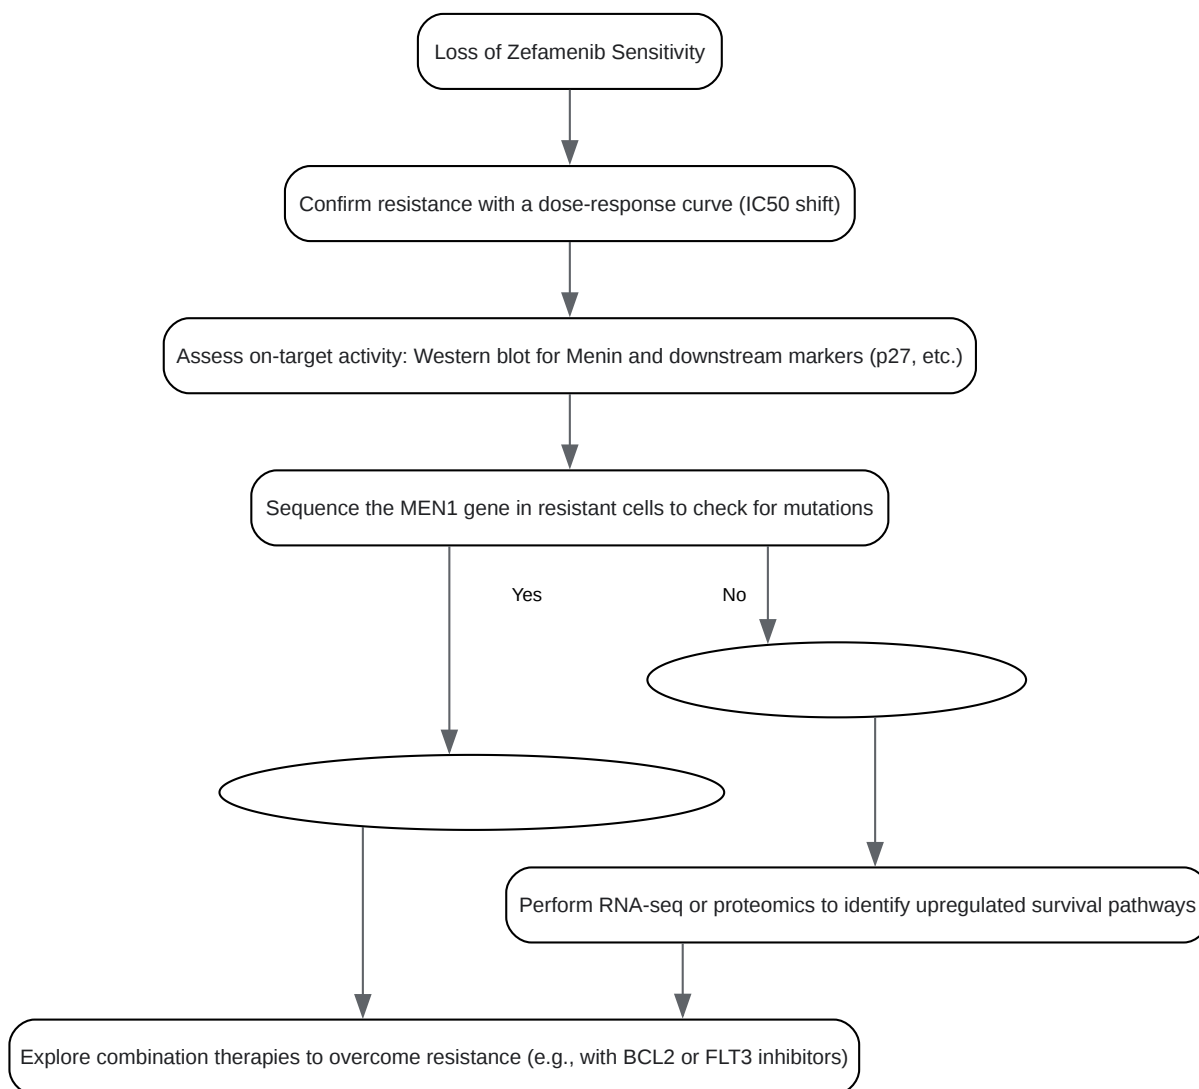 Loss of Zefamenib Sensitivity
Confirm resistance with a dose-response curve (IC50 shift)
Assess on-target activity: Western blot for Menin and downstream markers (p27, etc.)
Sequence the MEN1 gene in resistant cells to check for mutations
Yes
No
Perform RNA-seq or proteomics to identify upregulated survival pathways
Explore combination therapies to overcome resistance (e.g., with BCL2 or FLT3 inhibitors)